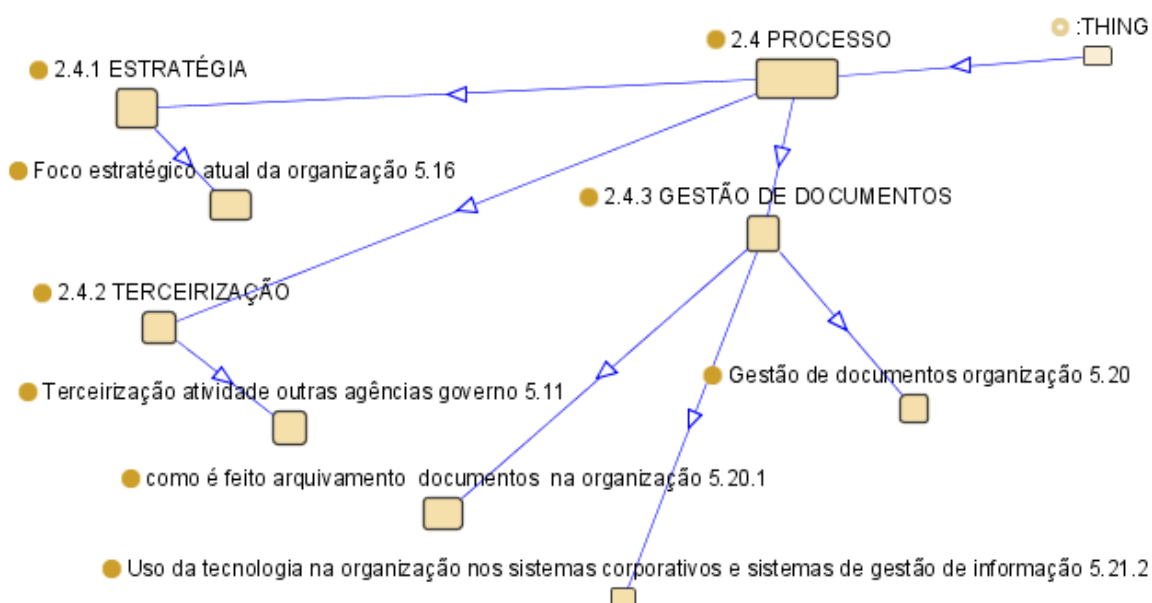 :THING
2.4 PROCESSO
2.4.1 ESTRATÉGIA
Foco estratégico atual da organização 5.16
2.4.3 GESTÃO DE DOCUMENTOS
2.4.2 TERCEIRIZAÇÃO
Gestão de documentos organização 5.20
Terceirização atividade outras agências governo 5.11
como é feito arquivamento documentos na organização 5.20.1
Uso da tecnologia na organização nos sistemas corporativos e sistemas de gestão de informação 5.21.2